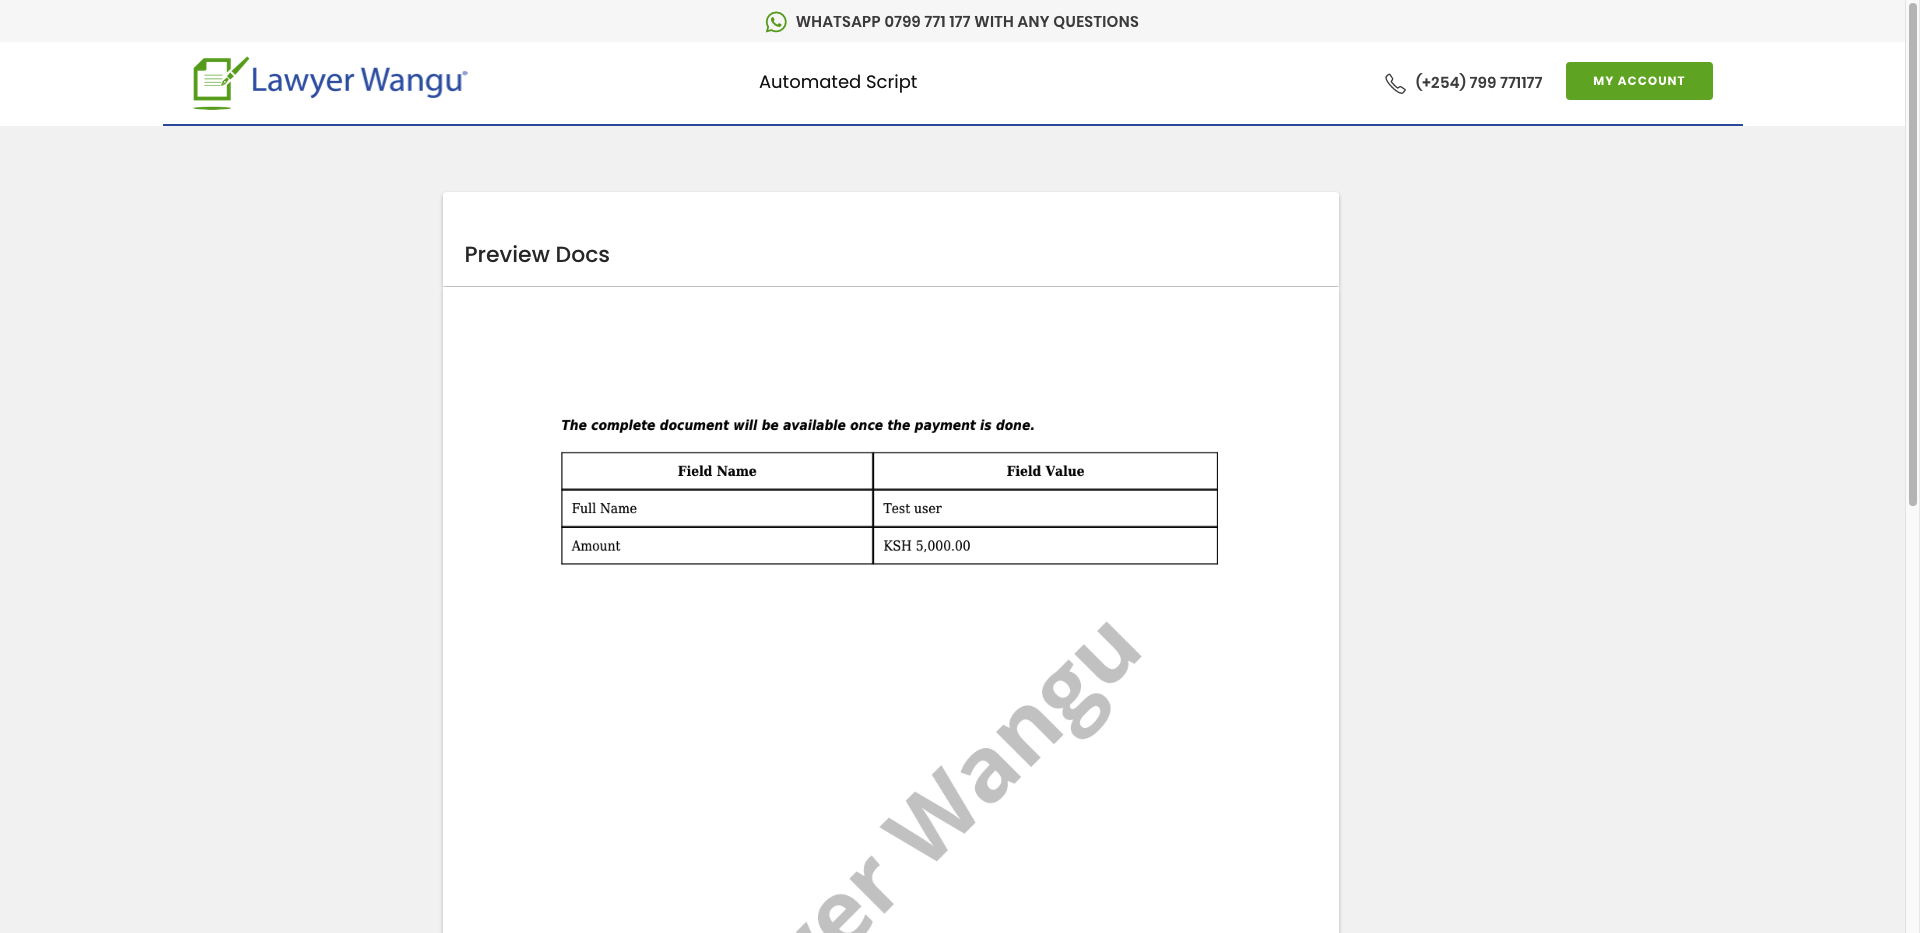 WHATSAPP 0799 771 177 WITH ANY QUESTIONS
Lawyer Wangu®
Automated Script
(+254) 799 771177
MY ACCOUNT
Preview Docs
The complete document will be available once the payment is done.
Field Name Field Value
Full Name Test user
Amount KSH 5,000.00
yer Wangu